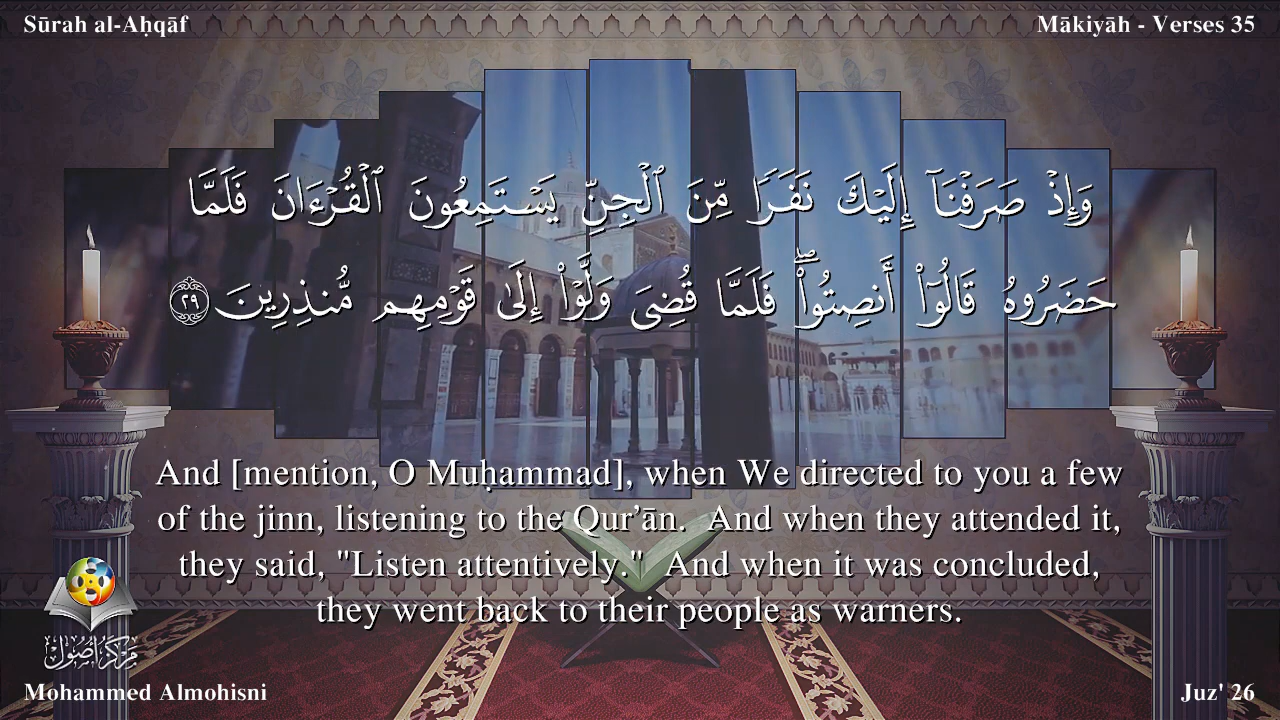 Sūrah al-Aḥqāf
Mākiyāh - Verses 35
وَإِذْ صَرَفْنَآ إِلَيْكَ نَفَرًا مِّنَ ٱلْجِنِّ يَسْتَمِعُونَ ٱلْقُرْءَانَ فَلَمَّا
حَضَرُوهُ قَالُوٓا۟ أَنصِتُوا۟ ۖ فَلَمَّا قُضِىَ وَلَّوْا۟ إِلَىٰ قَوْمِهِم مُّنذِرِينَ ٢٩
And [mention, O Muḥammad], when We directed to you a few
of the jinn, listening to the Qur’ān.  And when they attended it,
they said, "Listen attentively."  And when it was concluded,
they went back to their people as warners.
مركز أصول
Mohammed Almohisni
Juz' 26